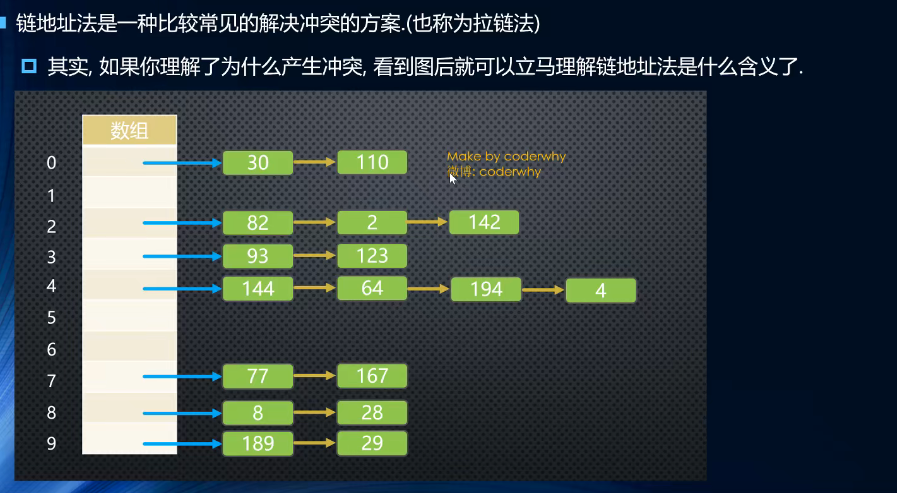 链地址法是一种比较常见的解决冲突的方案.(也称为拉链法)
其实, 如果你理解了为什么产生冲突, 看到图后就可以立马理解链地址法是什么含义了.
数组
Make by coderwhy
微博: coderwhy
0 30 110
1
2 82 2 142
3 93 123
4 144 64 194 4
5
6
7 77 167
8 8 28
9 189 29